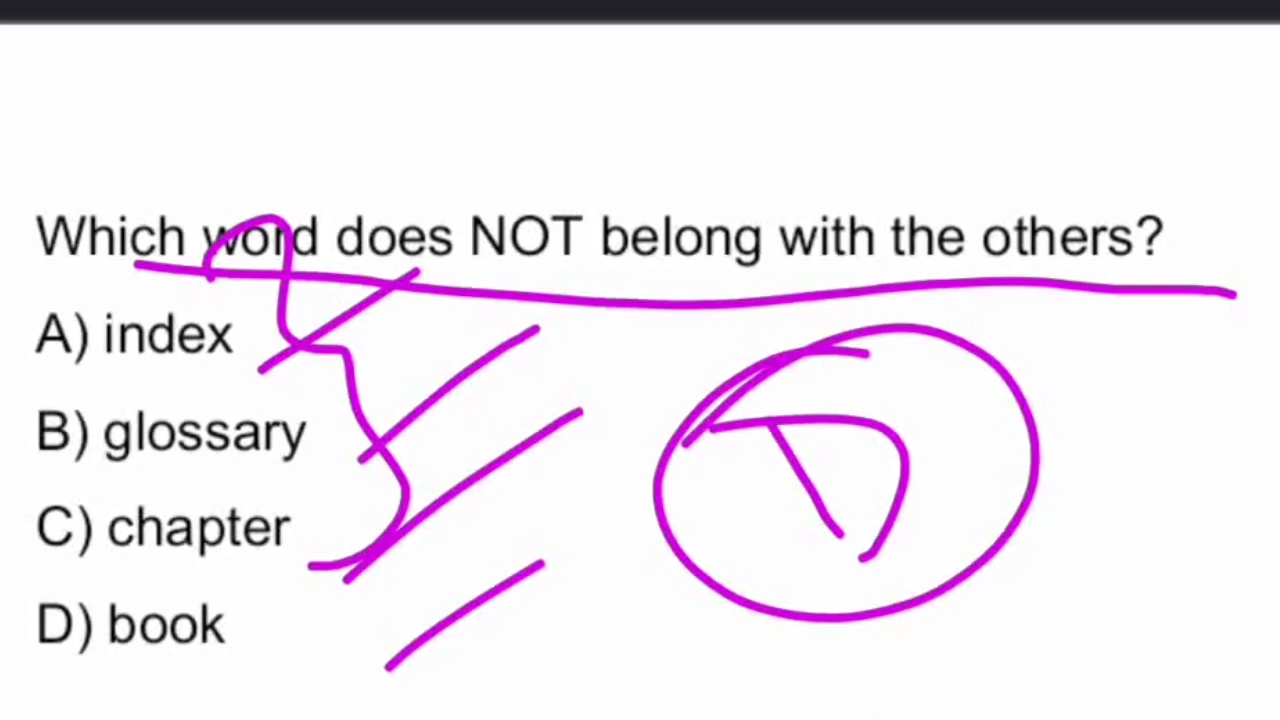 Which word does NOT belong with the others?
A) index
B) glossary
C) chapter
D) book
D